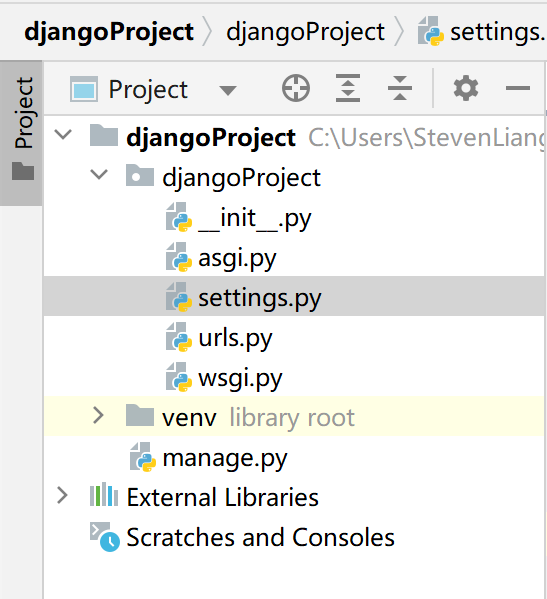 djangoProject djangoProject settings.
Project
Project
djangoProject C:\Users\StevenLiang
djangoProject
__init__.py
asgi.py
settings.py
urls.py
wsgi.py
venv library root
manage.py
External Libraries
Scratches and Consoles